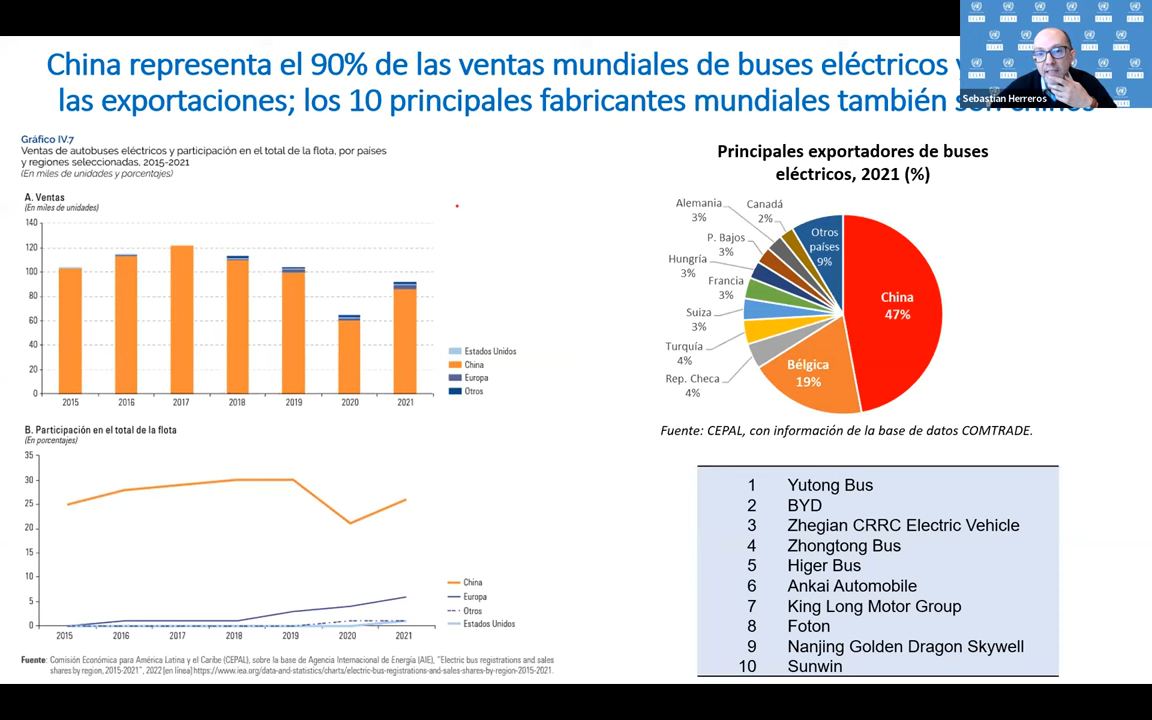 China representa el 90% de las ventas mundiales de buses eléctricos
las exportaciones; los 10 principales fabricantes mundiales también
Sebastian Herreros
Gráfico IV.7
Ventas de autobuses eléctricos y participación en el total de la flota, por países
y regiones seleccionadas, 2015-2021
(En miles de unidades y porcentajes)
A. Ventas
(En miles de unidades)
140
120
100
80
60
40
20
0
2015 2016 2017 2018 2019 2020 2021
Estados Unidos
China
Europa
Otros
B. Participación en el total de la flota
(En porcentajes)
35
30
25
20
15
10
5
0
2015 2016 2017 2018 2019 2020 2021
China
Europa
Otros
Estados Unidos
Fuente: Comisión Económica para América Latina y el Caribe (CEPAL), sobre la base de Agencia Internacional de Energía (AIE), "Electric bus registrations and sales
shares by region, 2015-2021", 2022 [en línea] https://www.iea.org/data-and-statistics/charts/electric-bus-registrations-and-sales-shares-by-region-2015-2021.
Principales exportadores de buses
eléctricos, 2021 (%)
China
47%
Bélgica
19%
Rep. Checa
4%
Turquía
4%
Suiza
3%
Francia
3%
Hungría
3%
P. Bajos
3%
Alemania
3%
Canadá
2%
Otros
países
9%
Fuente: CEPAL, con información de la base de datos COMTRADE.
1 Yutong Bus
2 BYD
3 Zhegian CRRC Electric Vehicle
4 Zhongtong Bus
5 Higer Bus
6 Ankai Automobile
7 King Long Motor Group
8 Foton
9 Nanjing Golden Dragon Skywell
10 Sunwin